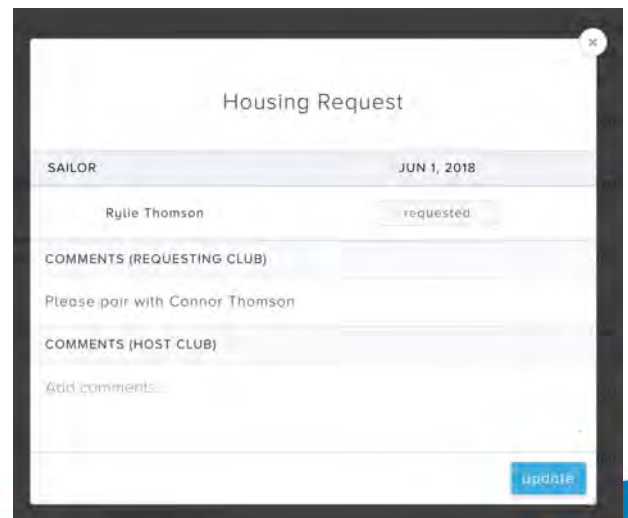 ×
Housing Request
SAILOR JUN 1, 2018
Rylie Thomson requested
COMMENTS (REQUESTING CLUB)
Please pair with Connor Thomson
COMMENTS (HOST CLUB)
Add comments...
update